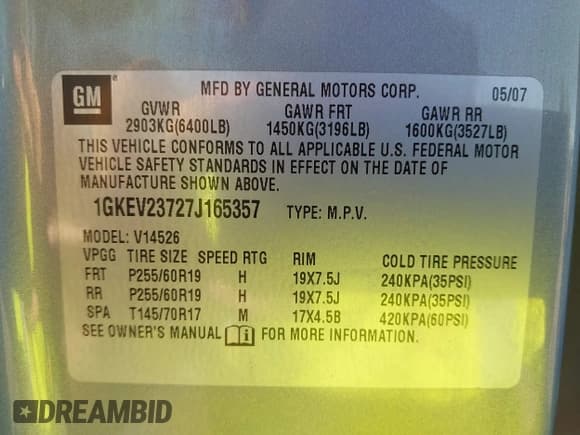 GM ®
MFD BY GENERAL MOTORS CORP. 05/07
GVWR GAWR FRT GAWR RR
2903KG(6400LB) 1450KG(3196LB) 1600KG(3527LB)
THIS VEHICLE CONFORMS TO ALL APPLICABLE U.S. FEDERAL MOTOR
VEHICLE SAFETY STANDARDS IN EFFECT ON THE DATE OF
MANUFACTURE SHOWN ABOVE.
1GKEV23727J165357 TYPE: M.P.V.
MODEL: V14526
VPGG TIRE SIZE SPEED RTG RIM COLD TIRE PRESSURE
FRT P255/60R19 H 19X7.5J 240KPA(35PSI)
RR P255/60R19 H 19X7.5J 240KPA(35PSI)
SPA T145/70R17 M 17X4.5B 420KPA(60PSI)
SEE OWNER'S MANUAL FOR MORE INFORMATION.
DREAMBID